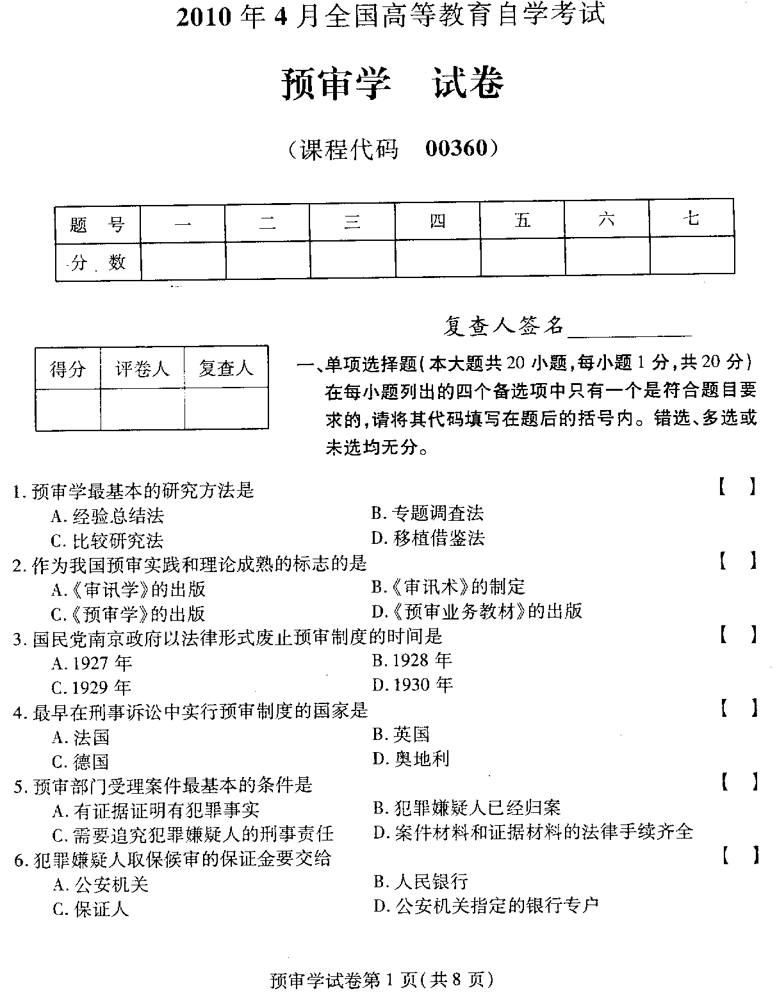 2010 年 4 月全国高等教育自学考试
预审学 试卷
（课程代码 00360）
题 号 一 二 三 四 五 六 七
分 数
复查人签名
得分 评卷人 复查人
一、单项选择题(本大题共 20 小题,每小题 1 分,共 20 分)
在每小题列出的四个备选项中只有一个是符合题目要
求的,请将其代码填写在题后的括号内。错选、多选或
未选均无分。
1. 预审学最基本的研究方法是 【 】
A. 经验总结法 B. 专题调查法
C. 比较研究法 D. 移植借鉴法
2. 作为我国预审实践和理论成熟的标志的是 【 】
A.《审讯学》的出版 B.《审讯术》的制定
C.《预审学》的出版 D.《预审业务教材》的出版
3. 国民党南京政府以法律形式废止预审制度的时间是 【 】
A. 1927 年 B. 1928 年
C. 1929 年 D. 1930 年
4. 最早在刑事诉讼中实行预审制度的国家是 【 】
A. 法国 B. 英国
C. 德国 D. 奥地利
5. 预审部门受理案件最基本的条件是 【 】
A. 有证据证明有犯罪事实 B. 犯罪嫌疑人已经归案
C. 需要追究犯罪嫌疑人的刑事责任 D. 案件材料和证据材料的法律手续齐全
6. 犯罪嫌疑人取保候审的保证金要交给 【 】
A. 公安机关 B. 人民银行
C. 保证人 D. 公安机关指定的银行专户
预审学试卷第 1 页(共 8 页)